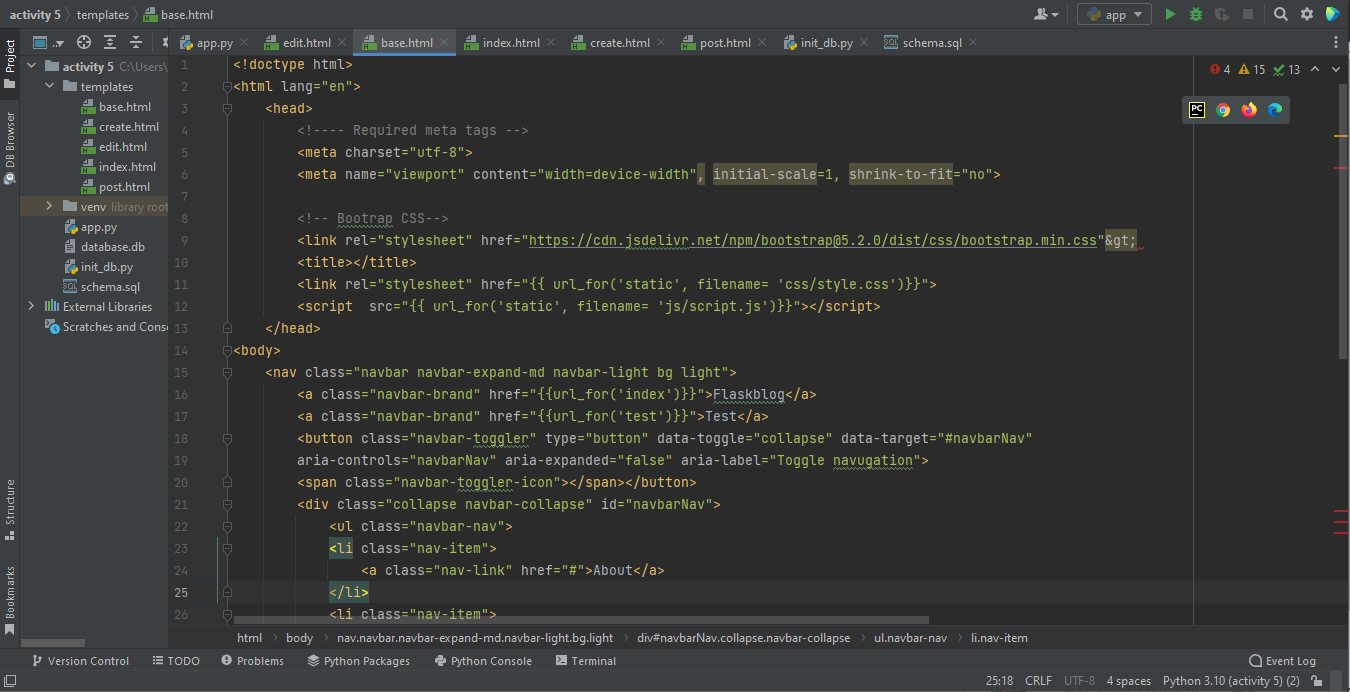 activity 5 templates base.html
app
Project
app.py edit.html base.html index.html create.html post.html init_db.py schema.sql
activity 5 C:\Users\
templates
base.html
create.html
edit.html
index.html
post.html
venv library root
app.py
database.db
init_db.py
schema.sql
External Libraries
Scratches and Conso
DB Browser
Structure
Bookmarks
4 15 13
PC
1 <!doctype html>
2 <html lang="en">
3 <head>
4 <!---- Required meta tags -->
5 <meta charset="utf-8">
6 <meta name="viewport" content="width=device-width", initial-scale=1, shrink-to-fit="no">
7
8 <!-- Bootrap CSS-->
9 <link rel="stylesheet" href="https://cdn.jsdelivr.net/npm/bootstrap@5.2.0/dist/css/bootstrap.min.css"&gt;
10 <title></title>
11 <link rel="stylesheet" href="{{ url_for('static', filename= 'css/style.css')}}">
12 <script  src="{{ url_for('static', filename= 'js/script.js')}}"></script>
13 </head>
14 <body>
15 <nav class="navbar navbar-expand-md navbar-light bg light">
16 <a class="navbar-brand" href="{{url_for('index')}}">Flaskblog</a>
17 <a class="navbar-brand" href="{{url_for('test')}}">Test</a>
18 <button class="navbar-toggler" type="button" data-toggle="collapse" data-target="#navbarNav"
19 aria-controls="navbarNav" aria-expanded="false" aria-label="Toggle navugation">
20 <span class="navbar-toggler-icon"></span></button>
21 <div class="collapse navbar-collapse" id="navbarNav">
22 <ul class="navbar-nav">
23 <li class="nav-item">
24 <a class="nav-link" href="#">About</a>
25 </li>
26 <li class="nav-item">
html body nav.navbar.navbar-expand-md.navbar-light.bg.light div#navbarNav.collapse.navbar-collapse ul.navbar-nav li.nav-item
Version Control TODO Problems Python Packages Python Console Terminal Event Log
25:18 CRLF UTF-8 4 spaces Python 3.10 (activity 5) (2)